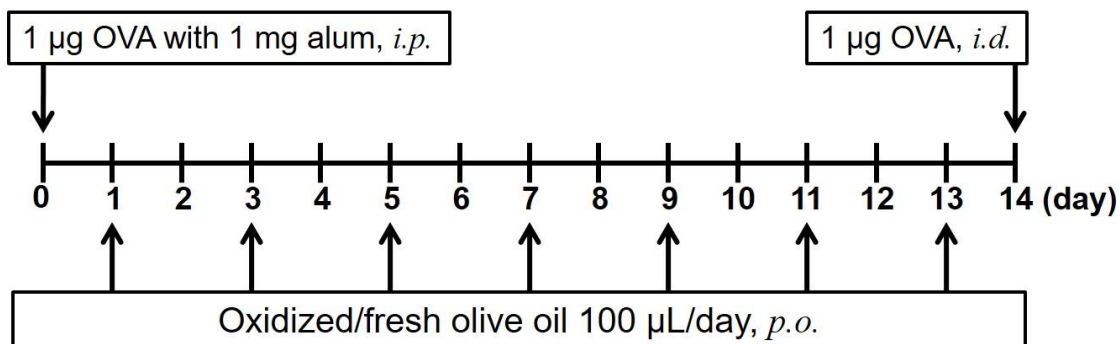 1 µg OVA with 1 mg alum, i.p.
1 µg OVA, i.d.
0 1 2 3 4 5 6 7 8 9 10 11 12 13 14 (day)
Oxidized/fresh olive oil 100 µL/day, p.o.